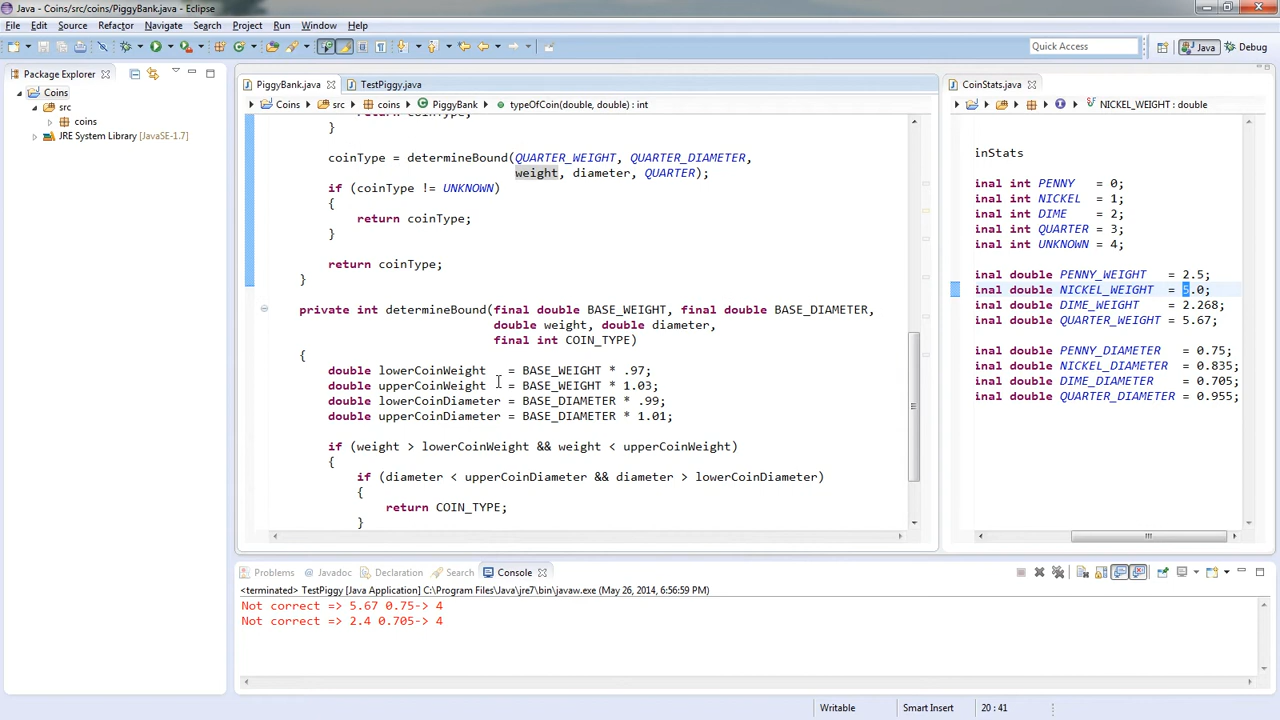 Java - Coins/src/coins/PiggyBank.java - Eclipse
File Edit Source Refactor Navigate Search Project Run Window Help
Quick Access Java Debug
Package Explorer
Coins
src
coins
JRE System Library [JavaSE-1.7]
PiggyBank.java TestPiggy.java
Coins src coins PiggyBank typeOfCoin(double, double) : int
return coinType;
}
coinType = determineBound(QUARTER_WEIGHT, QUARTER_DIAMETER,
weight, diameter, QUARTER);
if (coinType != UNKNOWN)
{
return coinType;
}
return coinType;
}
private int determineBound(final double BASE_WEIGHT, final double BASE_DIAMETER,
double weight, double diameter,
final int COIN_TYPE)
{
double lowerCoinWeight = BASE_WEIGHT * .97;
double upperCoinWeight = BASE_WEIGHT * 1.03;
double lowerCoinDiameter = BASE_DIAMETER * .99;
double upperCoinDiameter = BASE_DIAMETER * 1.01;
if (weight > lowerCoinWeight && weight < upperCoinWeight)
{
if (diameter < upperCoinDiameter && diameter > lowerCoinDiameter)
{
return COIN_TYPE;
}
CoinStats.java
NICKEL_WEIGHT : double
inStats
inal int PENNY = 0;
inal int NICKEL = 1;
inal int DIME = 2;
inal int QUARTER = 3;
inal int UNKNOWN = 4;
inal double PENNY_WEIGHT = 2.5;
inal double NICKEL_WEIGHT = 5.0;
inal double DIME_WEIGHT = 2.268;
inal double QUARTER_WEIGHT = 5.67;
inal double PENNY_DIAMETER = 0.75;
inal double NICKEL_DIAMETER = 0.835;
inal double DIME_DIAMETER = 0.705;
inal double QUARTER_DIAMETER = 0.955;
Problems Javadoc Declaration Search Console
<terminated> TestPiggy [Java Application] C:\Program Files\Java\jre7\bin\javaw.exe (May 26, 2014, 6:56:59 PM)
Not correct => 5.67 0.75-> 4
Not correct => 2.4 0.705-> 4
Writable Smart Insert 20 : 41